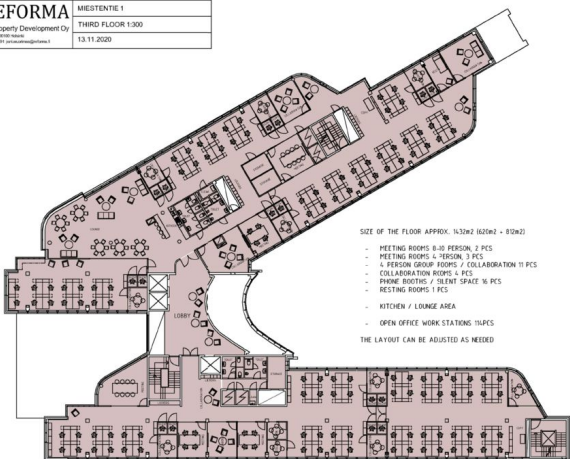 EFORMA
operty Development Oy
MIESTENTIE 1
THIRD FLOOR 1:300
13.11.2020
SIZE OF THE FLOOR APPROX. 1432m2 (620m2 + 812m2)
- MEETING ROOMS 8-10 PERSON, 2 PCS
- MEETING ROOMS 4 PERSON, 3 PCS
- 4 PERSON GROUP ROOMS / COLLABORATION 11 PCS
- COLLABORATION ROOMS 4 PCS
- PHONE BOOTHS / SILENT SPACE 16 PCS
- RESTING ROOMS 1 PCS
- KITCHEN / LOUNGE AREA
- OPEN OFFICE WORK STATIONS 114PCS
THE LAYOUT CAN BE ADJUSTED AS NEEDED
LOBBY